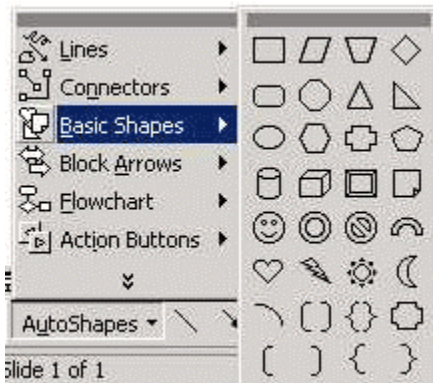 Lines
Connectors
Basic Shapes
Block Arrows
Flowchart
Action Buttons
AutoShapes
Slide 1 of 1